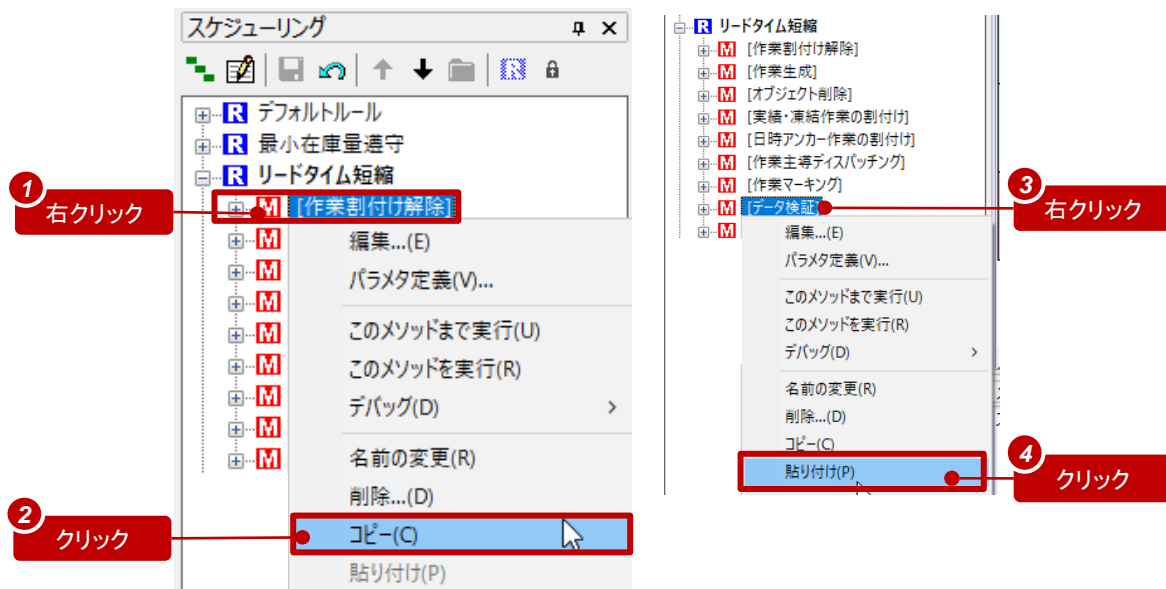 スケジューリング
デフォルトルール
最小在庫量遵守
リードタイム短縮
[作業割付け解除]
編集...(E)
パラメタ定義(V)...
このメソッドまで実行(U)
このメソッドを実行(R)
デバッグ(D)
名前の変更(R)
削除...(D)
コピー(C)
貼り付け(P)
1
右クリック
2
クリック
リードタイム短縮
[作業割付け解除]
[作業生成]
[オブジェクト削除]
[実績・凍結作業の割付け]
[日時アンカー作業の割付け]
[作業主導ディスパッチング]
[作業マーキング]
[データ検証]
編集...(E)
パラメタ定義(V)...
このメソッドまで実行(U)
このメソッドを実行(R)
デバッグ(D)
名前の変更(R)
削除...(D)
コピー(C)
貼り付け(P)
3
右クリック
4
クリック